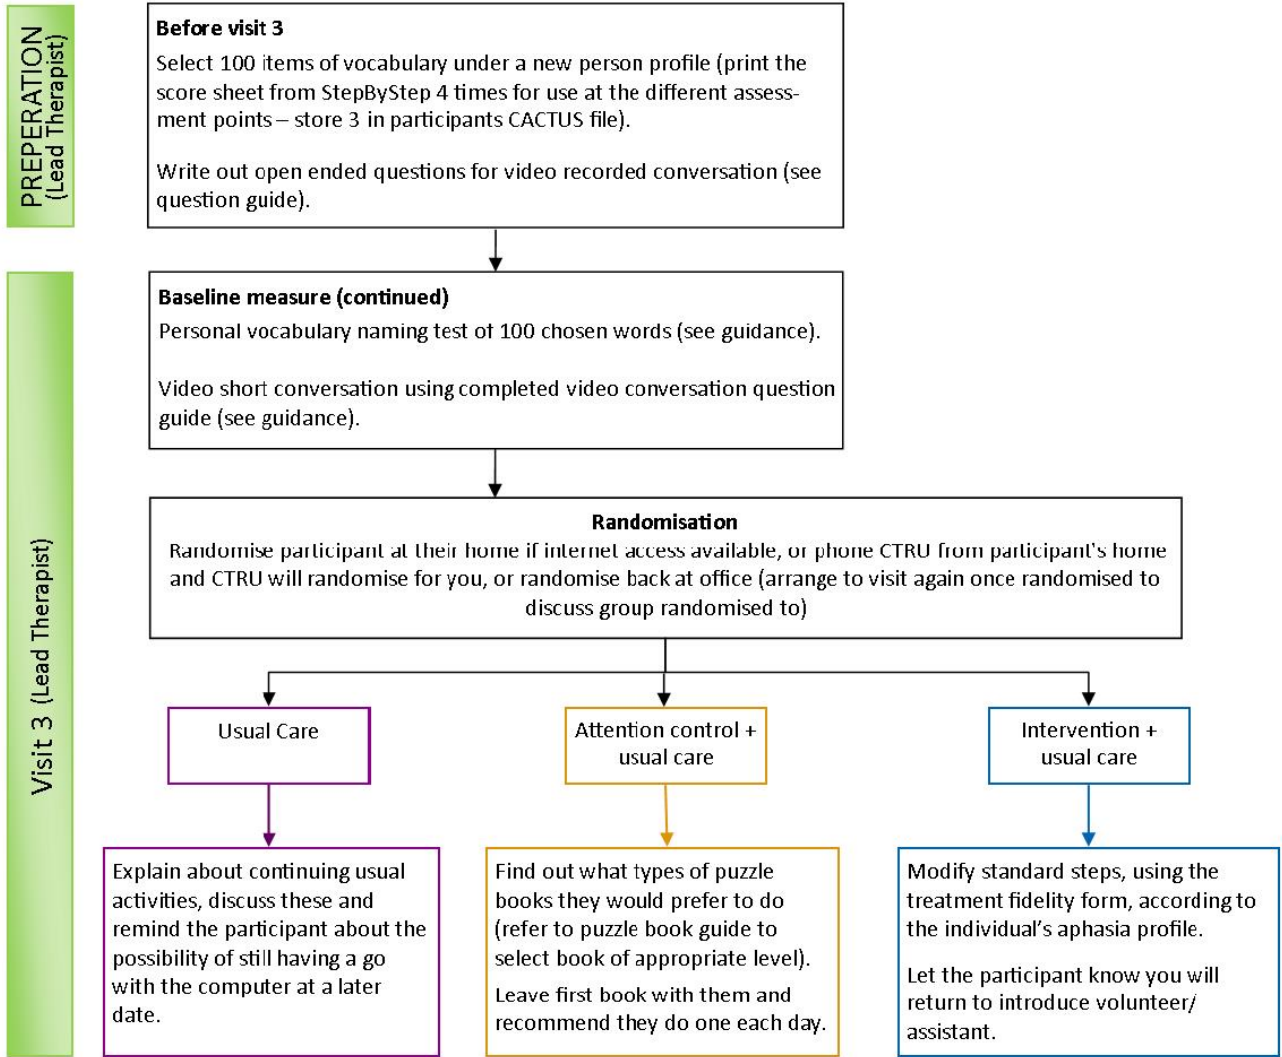 PREPERATION
(Lead Therapist)
Before visit 3
Select 100 items of vocabulary under a new person profile (print the
score sheet from StepByStep 4 times for use at the different assess-
ment points – store 3 in participants CACTUS file).
Write out open ended questions for video recorded conversation (see
question guide).
Visit 3 (Lead Therapist)
Baseline measure (continued)
Personal vocabulary naming test of 100 chosen words (see guidance).
Video short conversation using completed video conversation question
guide (see guidance).
Randomisation
Randomise participant at their home if internet access available, or phone CTRU from participant's home
and CTRU will randomise for you, or randomise back at office (arrange to visit again once randomised to
discuss group randomised to)
Usual Care
Attention control +
usual care
Intervention +
usual care
Explain about continuing usual
activities, discuss these and
remind the participant about the
possibility of still having a go
with the computer at a later
date.
Find out what types of puzzle
books they would prefer to do
(refer to puzzle book guide to
select book of appropriate level).
Leave first book with them and
recommend they do one each day.
Modify standard steps, using the
treatment fidelity form, according to
the individual's aphasia profile.
Let the participant know you will
return to introduce volunteer/
assistant.